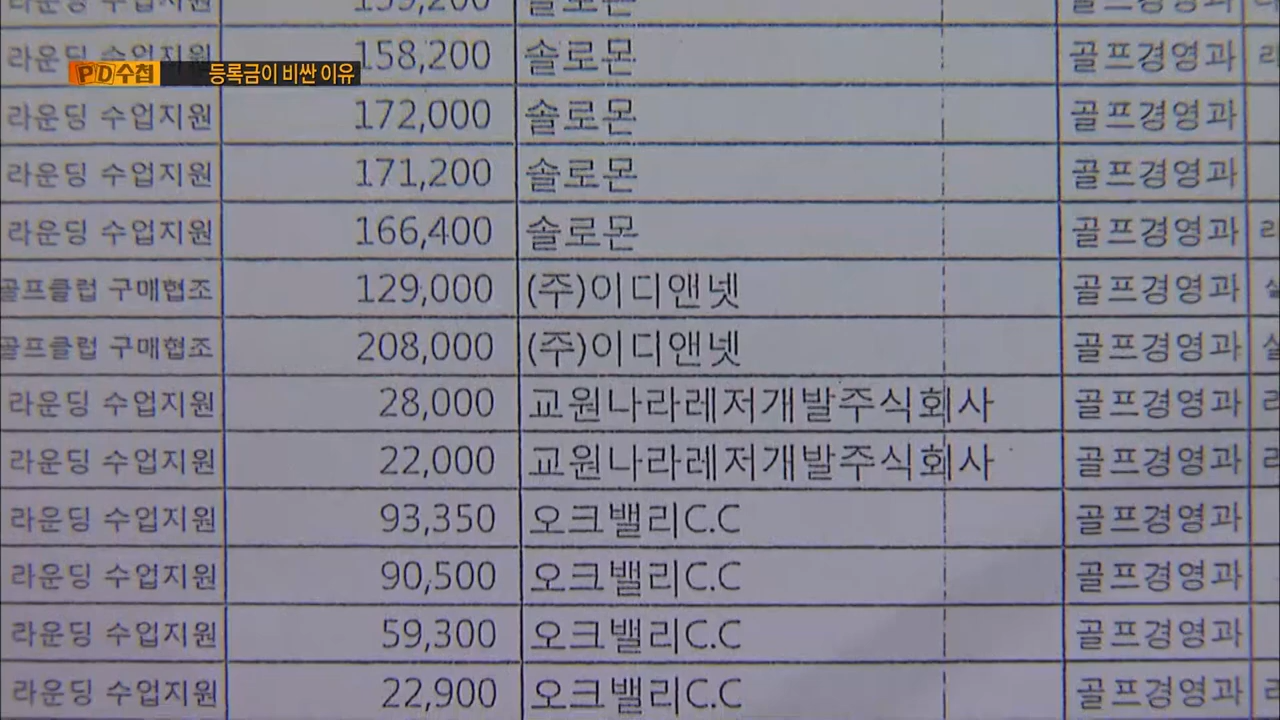 PD수첩 등록금이 비싼 이유
솔로몬
라운딩 수업지원 158,200 솔로몬 골프경영과
라운딩 수업지원 172,000 솔로몬 골프경영과
라운딩 수업지원 171,200 솔로몬 골프경영과
라운딩 수업지원 166,400 솔로몬 골프경영과
골프클럽 구매협조 129,000 (주)이디앤넷 골프경영과
골프클럽 구매협조 208,000 (주)이디앤넷 골프경영과
라운딩 수업지원 28,000 교원나라레저개발주식회사 골프경영과
라운딩 수업지원 22,000 교원나라레저개발주식회사 골프경영과
라운딩 수업지원 93,350 오크밸리C.C 골프경영과
라운딩 수업지원 90,500 오크밸리C.C 골프경영과
라운딩 수입지원 59,300 오크밸리C.C 골프경영과
라운딩 수업지원 22,900 오크밸리C.C 골프경영과